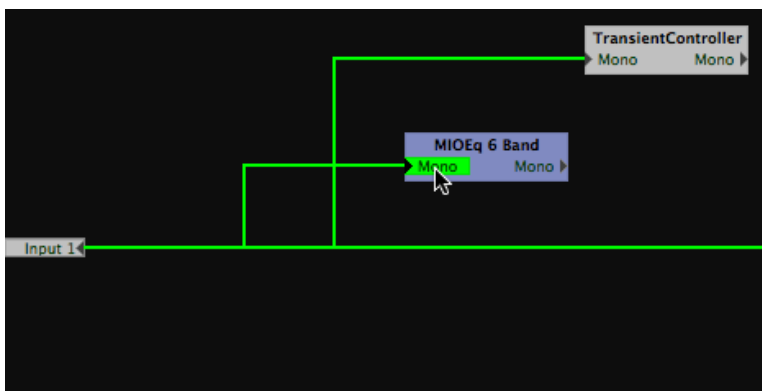 TransientController
Mono Mono
MIOEq 6 Band
Mono Mono
Input 1